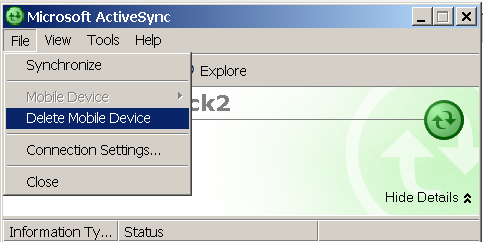 Microsoft ActiveSync
File View Tools Help
Synchronize
Explore
Mobile Device
ck2
Delete Mobile Device
Connection Settings...
Close
Hide Details
Information Ty... Status